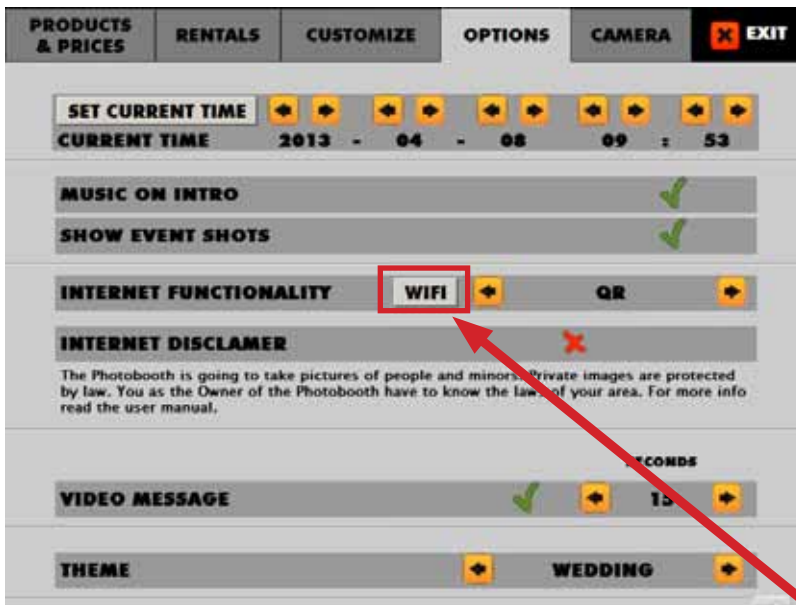 PRODUCTS & PRICES RENTALS CUSTOMIZE OPTIONS CAMERA X EXIT
SET CURRENT TIME
CURRENT TIME 2013 - 04 - 08 09 : 53
MUSIC ON INTRO
SHOW EVENT SHOTS
INTERNET FUNCTIONALITY WIFI QR
INTERNET DISCLAMER
The Photobooth is going to take pictures of people and minors. Private images are protected
by law. You as the Owner of the Photobooth have to know the laws of your area. For more info
read the user manual.
SECONDS
VIDEO MESSAGE 15
THEME WEDDING